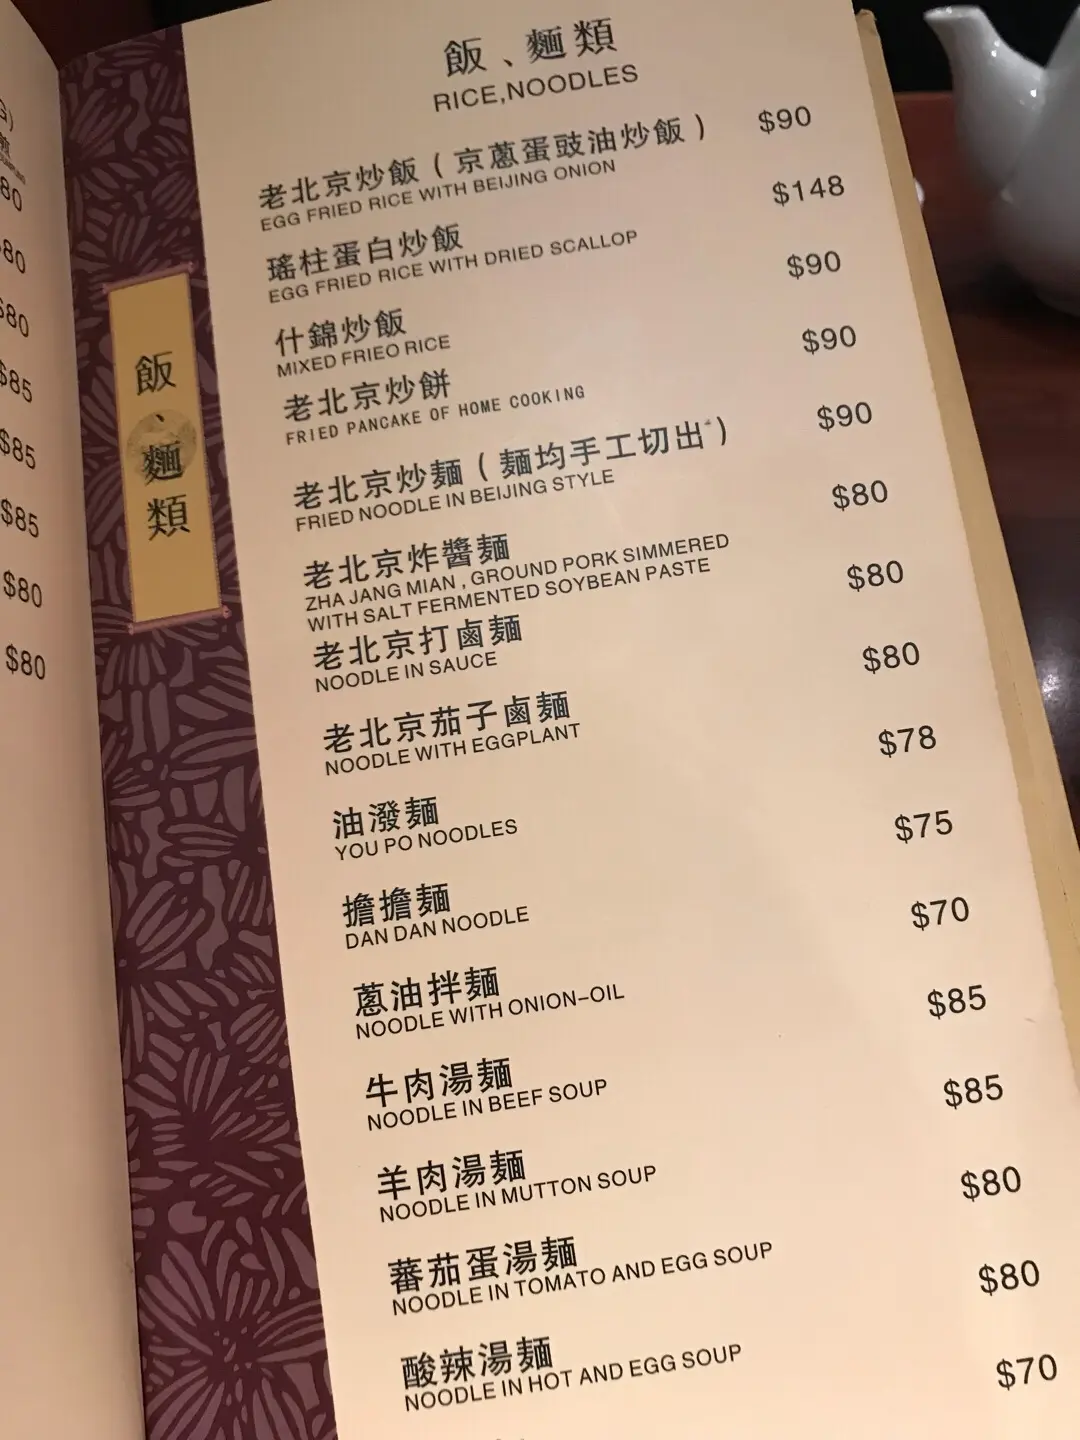 飯、麵類
RICE,NOODLES
老北京炒飯(京蔥蛋豉油炒飯) $90
EGG FRIED RICE WITH BEIJING ONION
瑤柱蛋白炒飯 $148
EGG FRIED RICE WITH DRIED SCALLOP
什錦炒飯 $90
MIXED FRIEO RICE
老北京炒餅 $90
FRIED PANCAKE OF HOME COOKING
老北京炒麵(麵均手工切出) $90
FRIED NOODLE IN BEIJING STYLE
老北京炸醬麵 $80
ZHA JANG MIAN , GROUND PORK SIMMERED
WITH SALT FERMENTED SOYBEAN PASTE
老北京打鹵麵 $80
NOODLE IN SAUCE
老北京茄子鹵麵 $80
NOODLE WITH EGGPLANT
油潑麵 $78
YOU PO NOODLES
擔擔麵 $75
DAN DAN NOODLE
蔥油拌麵 $70
NOODLE WITH ONION-OIL
牛肉湯麵 $85
NOODLE IN BEEF SOUP
羊肉湯麵 $85
NOODLE IN MUTTON SOUP
蕃茄蛋湯麵 $80
NOODLE IN TOMATO AND EGG SOUP
酸辣湯麵 $80
NOODLE IN HOT AND EGG SOUP
$70
飯、麵類
80
80
$80
$85
$85
$85
$80
$80